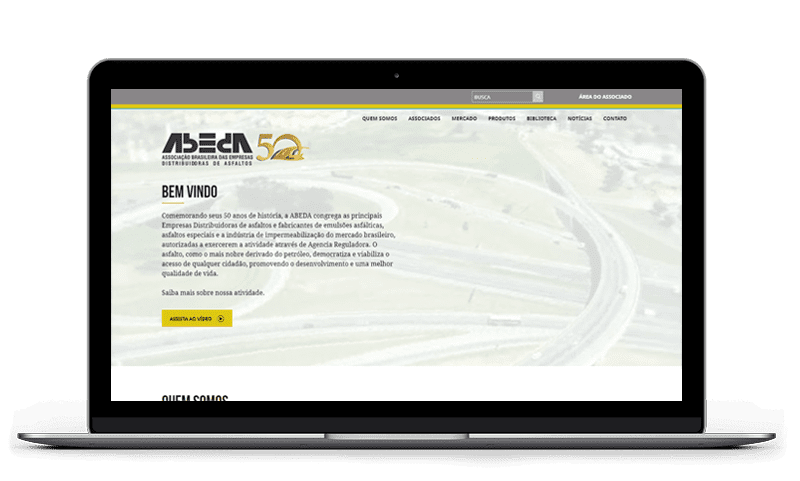 BUSCA
ÁREA DO ASSOCIADO
QUEM SOMOS ASSOCIADOS MERCADO PRODUTOS BIBLIOTECA NOTÍCIAS CONTATO
ABEDA 50
ASSOCIAÇÃO BRASILEIRA DAS EMPRESAS
DISTRIBUIDORAS DE ASFALTOS
BEM VINDO
Comemorando seus 50 anos de história, a ABEDA congrega as principais
Empresas Distribuidoras de asfaltos e fabricantes de emulsões asfálticas,
asfaltos especiais e a indústria de impermeabilização do mercado brasileiro,
autorizadas a exercerem a atividade através de Agencia Reguladora. O
asfalto, como o mais nobre derivado do petróleo, democratiza e viabiliza o
acesso de qualquer cidadão, promovendo o desenvolvimento e uma melhor
qualidade de vida.
Saiba mais sobre nossa atividade.
ASSISTA AO VÍDEO
QUEM SOMOS